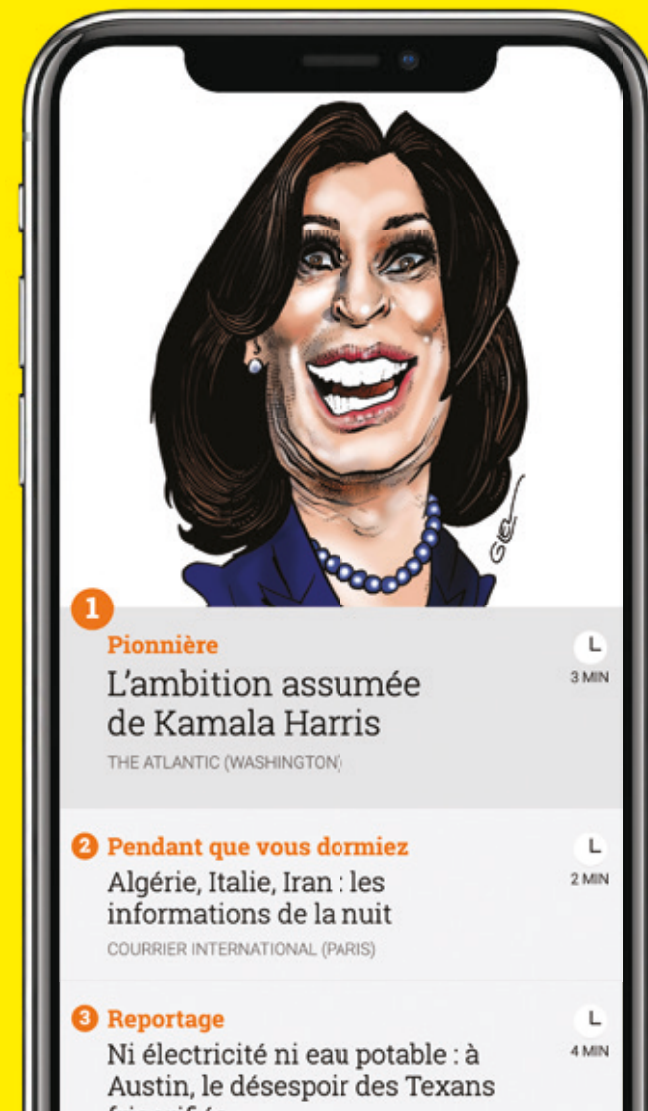 GLEZ
1
Pionnière
L'ambition assumée
de Kamala Harris
3 MIN
THE ATLANTIC (WASHINGTON)
2 Pendant que vous dormiez
Algérie, Italie, Iran : les
informations de la nuit
2 MIN
COURRIER INTERNATIONAL (PARIS)
3 Reportage
Ni électricité ni eau potable : à
Austin, le désespoir des Texans
4 MIN